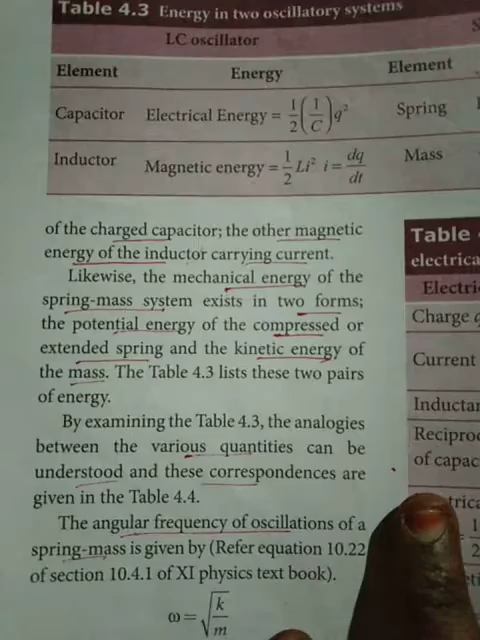 Table 4.3 Energy in two oscillatory systems
LC oscillator
Element Energy Element
Capacitor Electrical Energy = 1/2 (1/C) q² Spring
Inductor Magnetic energy = 1/2 Li² i = dq/dt Mass
of the charged capacitor; the other magnetic
energy of the inductor carrying current.
Likewise, the mechanical energy of the
spring-mass system exists in two forms;
the potential energy of the compressed or
extended spring and the kinetic energy of
the mass. The Table 4.3 lists these two pairs
of energy.
By examining the Table 4.3, the analogies
between the various quantities can be
understood and these correspondences are
given in the Table 4.4.
The angular frequency of oscillations of a
spring-mass is given by (Refer equation 10.22
of section 10.4.1 of XI physics text book).
ω = √(k/m)
Table
Charge
Current